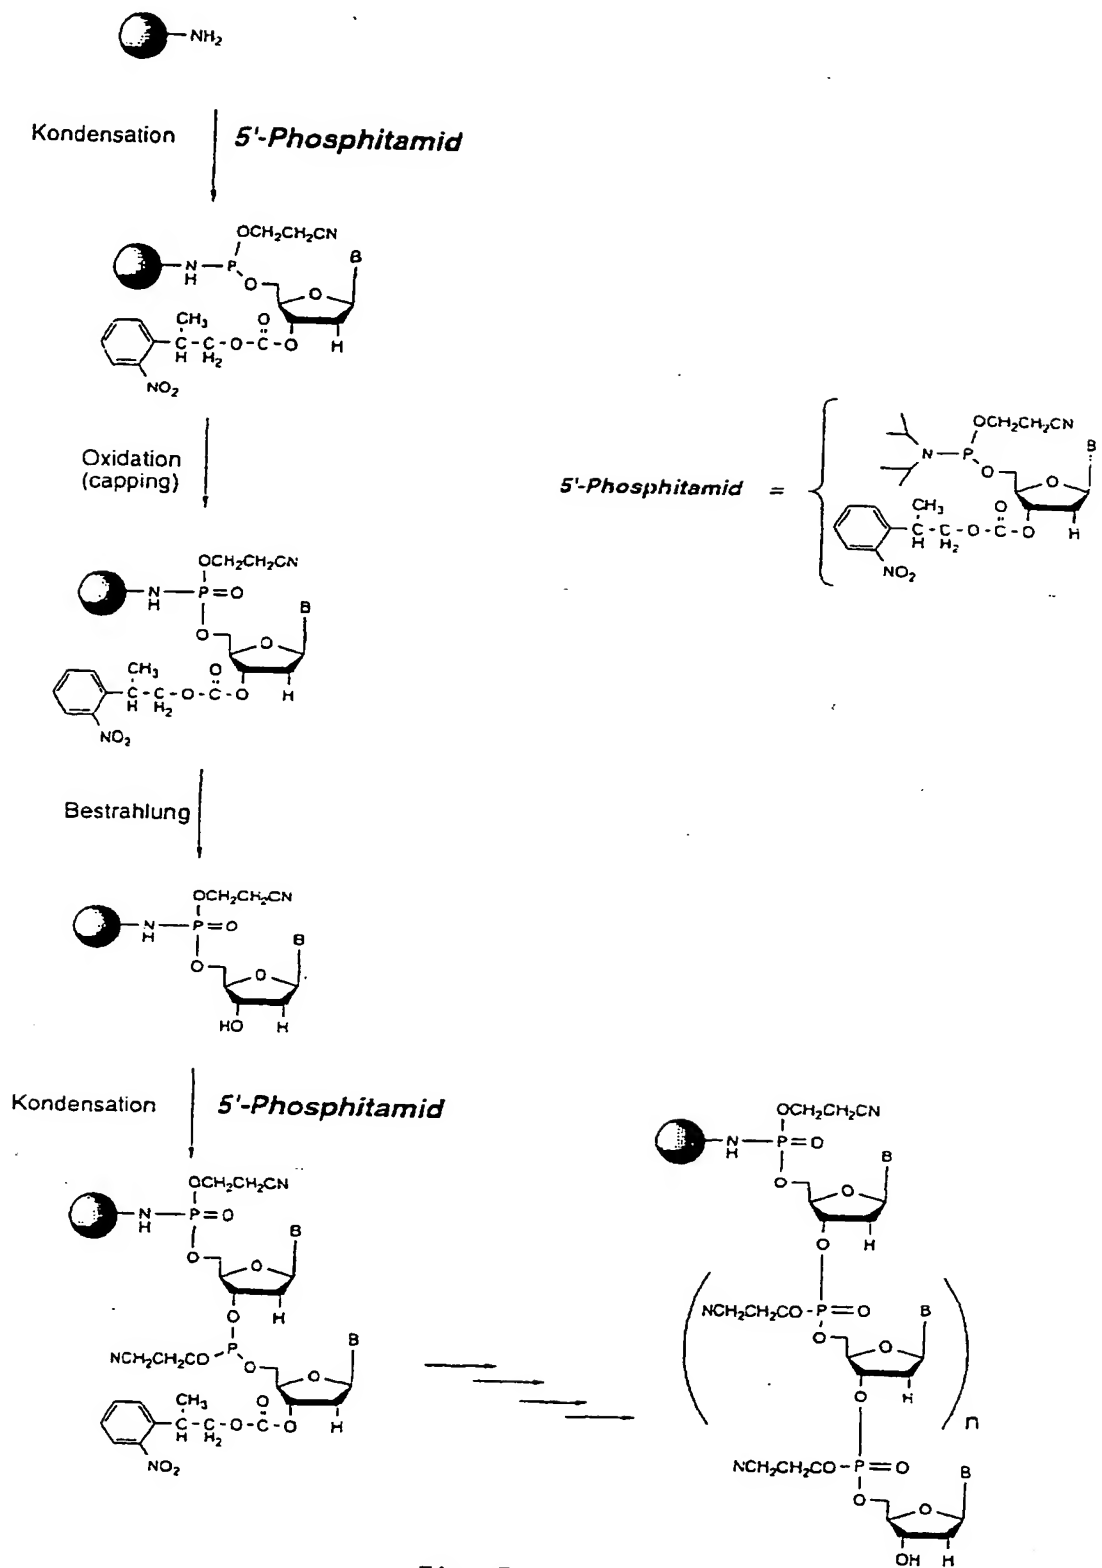 NH2
Kondensation 5'-Phosphitamid
OCH2CH2CN
B
N P
H
O
O
CH3 O
C-C-O-C-O H
H H2
NO2
Oxidation
(capping)
5'-Phosphitamid =
OCH2CH2CN
B
N P
O
O
CH3 O
C-C-O-C-O H
H H2
NO2
OCH2CH2CN
N P=O
H
B
O
O
CH3 O
C-C-O-C-O H
H H2
NO2
Bestrahlung
OCH2CH2CN
N P=O
H
B
O
O
HO H
Kondensation 5'-Phosphitamid
OCH2CH2CN
N P=O
H
B
O
O
O H
P
NCH2CH2CO O
B
O
CH3 O
C-C-O-C-O H
H H2
NO2
OCH2CH2CN
N P=O
H
B
O
O
O H
NCH2CH2CO-P=O
B
O
O
O H
n
NCH2CH2CO-P=O
B
O
O
OH H